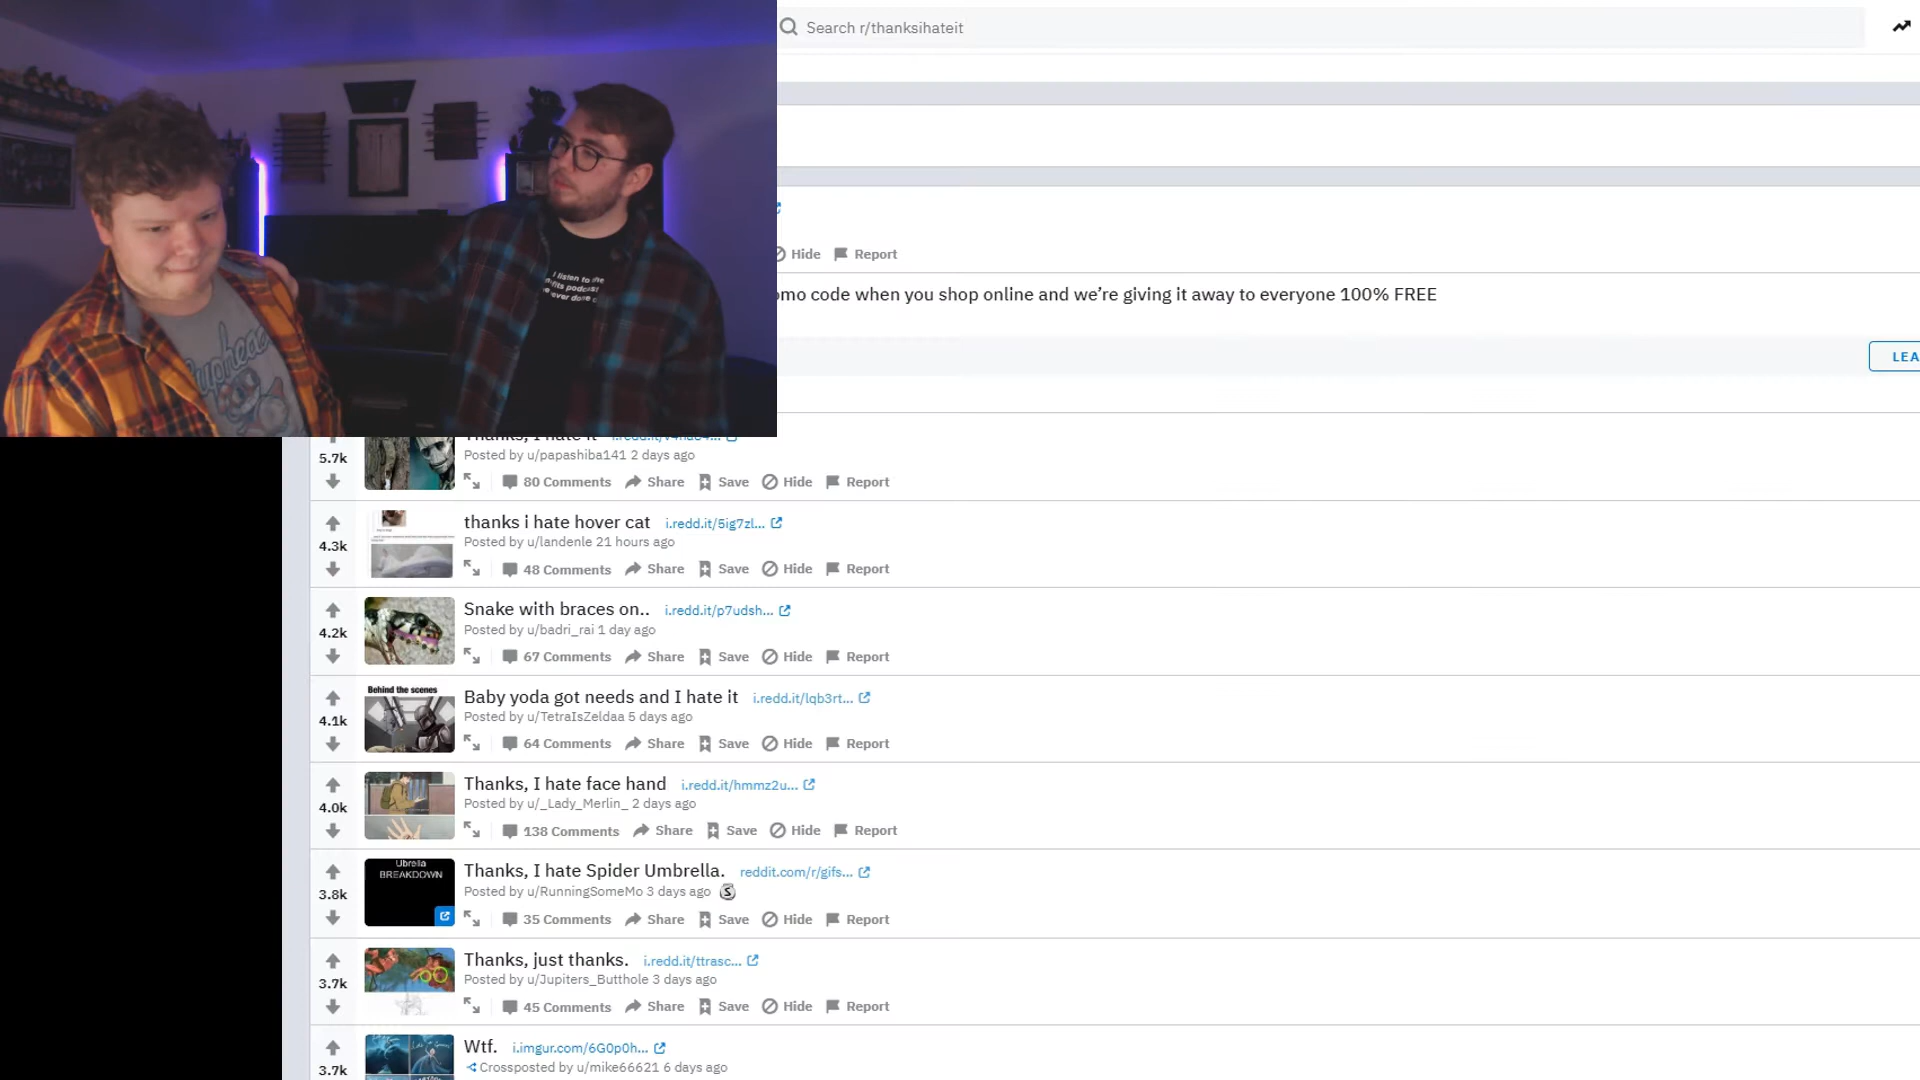 Search r/thanksihateit
Hide Report
omo code when you shop online and we’re giving it away to everyone 100% FREE
LEA
I listen to
podcast
uphead
Thanks, I hate it
5.7k
Posted by u/papashiba141 2 days ago
80 Comments Share Save Hide Report
thanks i hate hover cat i.redd.it/5ig7zl...
4.3k
Posted by u/landenle 21 hours ago
48 Comments Share Save Hide Report
Snake with braces on.. i.redd.it/p7udsh...
4.2k
Posted by u/badri_rai 1 day ago
67 Comments Share Save Hide Report
Behind the scenes
Baby yoda got needs and I hate it i.redd.it/lqb3rt...
4.1k
Posted by u/TetraIsZeldaa 5 days ago
64 Comments Share Save Hide Report
Thanks, I hate face hand i.redd.it/hmmz2u...
4.0k
Posted by u/_Lady_Merlin_ 2 days ago
138 Comments Share Save Hide Report
Ubrella
BREAKDOWN
Thanks, I hate Spider Umbrella. reddit.com/r/gifs...
3.8k
Posted by u/RunningSomeMo 3 days ago S
35 Comments Share Save Hide Report
Thanks, just thanks. i.redd.it/ttrasc...
3.7k
Posted by u/Jupiters_Butthole 3 days ago
45 Comments Share Save Hide Report
Wtf. i.imgur.com/6G0p0h...
3.7k
Crossposted by u/mike66621 6 days ago